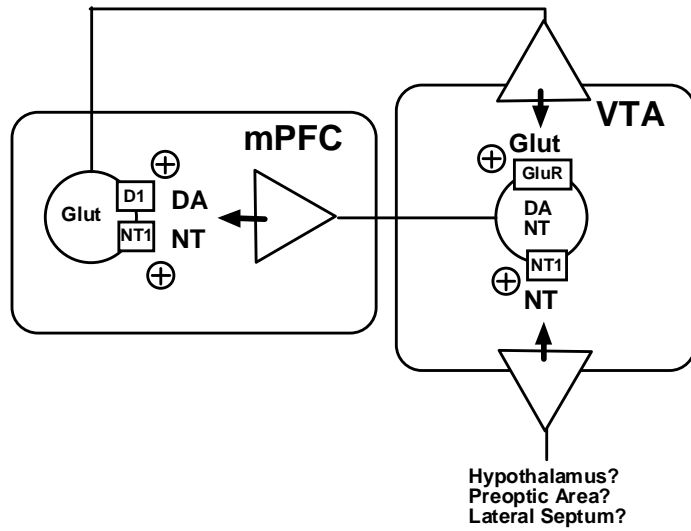 mPFC
VTA
Glut
D1
DA
NT1
NT
Glut
GluR
DA
NT
NT1
NT
Hypothalamus?
Preoptic Area?
Lateral Septum?